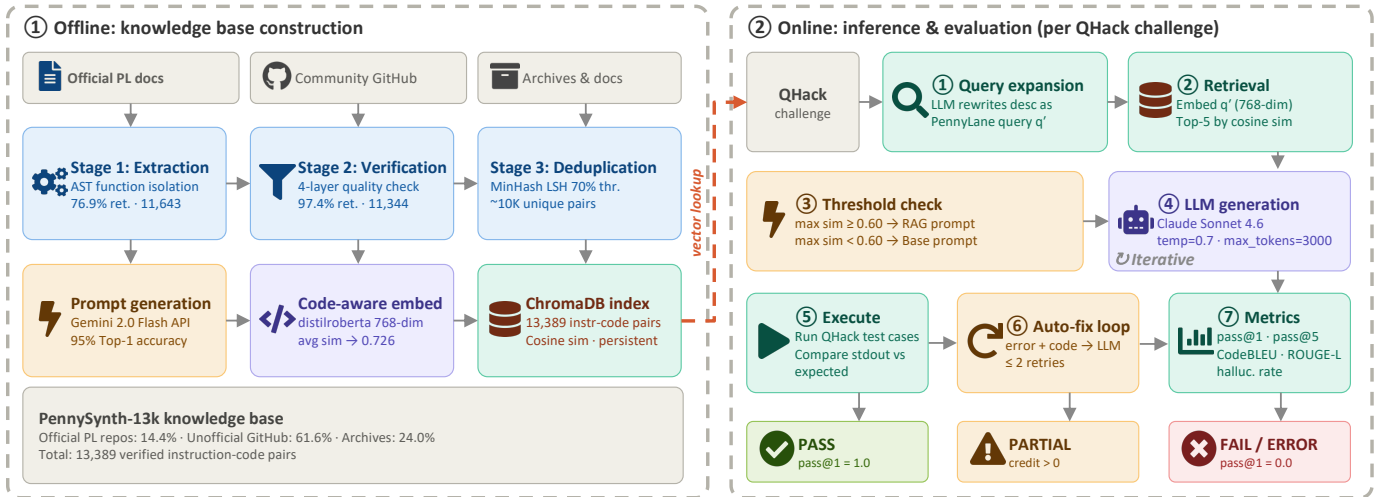 ① Offline: knowledge base construction
Official PL docs
Community GitHub
Archives & docs
Stage 1: Extraction
AST function isolation
76.9% ret. · 11,643
Stage 2: Verification
4-layer quality check
97.4% ret. · 11,344
Stage 3: Deduplication
MinHash LSH 70% thr.
~10K unique pairs
Prompt generation
Gemini 2.0 Flash API
95% Top-1 accuracy
Code-aware embed
distilroberta 768-dim
avg sim → 0.726
ChromaDB index
13,389 instr-code pairs
Cosine sim · persistent
PennySynth-13k knowledge base
Official PL repos: 14.4% · Unofficial GitHub: 61.6% · Archives: 24.0%
Total: 13,389 verified instruction-code pairs
vector lookup
② Online: inference & evaluation (per QHack challenge)
QHack
challenge
① Query expansion
LLM rewrites desc as
PennyLane query q′
② Retrieval
Embed q′ (768-dim)
Top-5 by cosine sim
③ Threshold check
max sim ≥ 0.60 → RAG prompt
max sim < 0.60 → Base prompt
④ LLM generation
Claude Sonnet 4.6
temp=0.7 · max_tokens=3000
↻ Iterative
⑤ Execute
Run QHack test cases
Compare stdout vs
expected
⑥ Auto-fix loop
error + code → LLM
≤ 2 retries
⑦ Metrics
pass@1 · pass@5
CodeBLEU · ROUGE-L
halluc. rate
PASS
pass@1 = 1.0
PARTIAL
credit > 0
FAIL / ERROR
pass@1 = 0.0